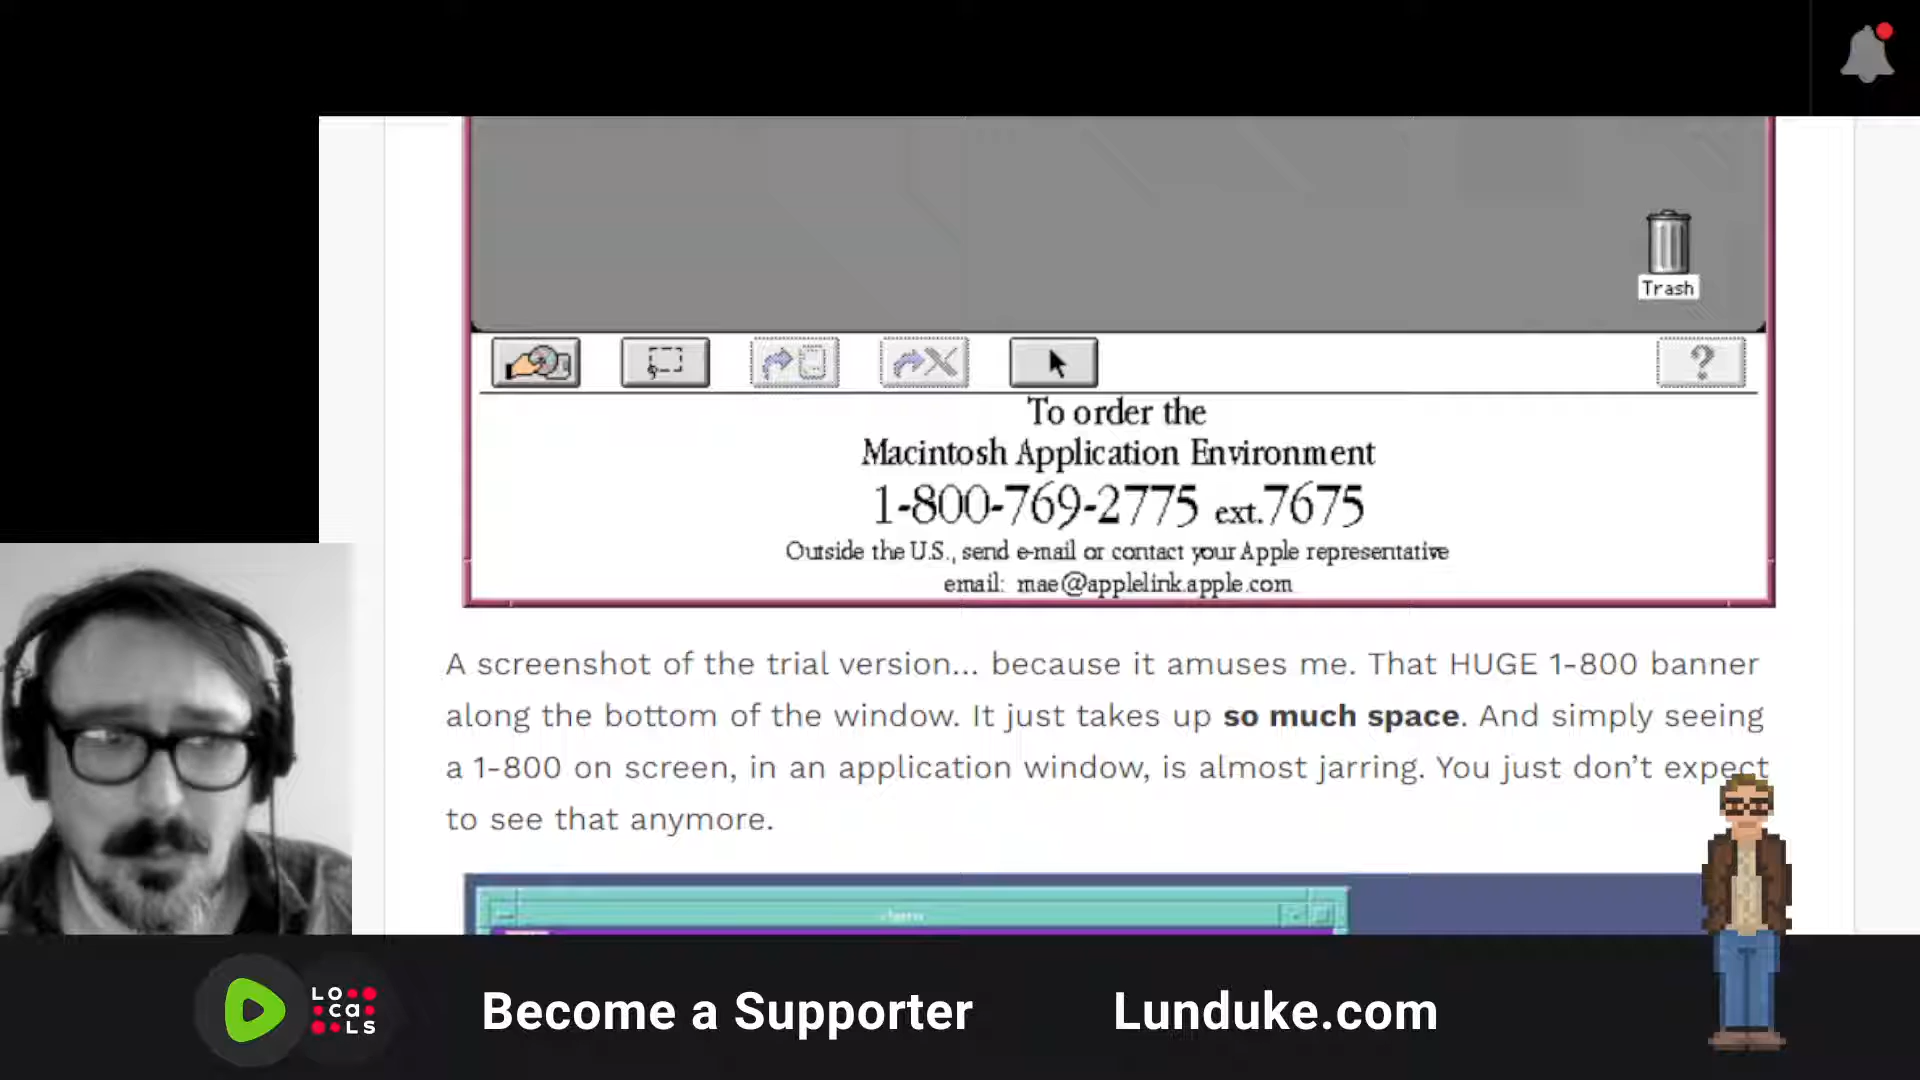 Trash
?
To order the
Macintosh Application Environment
1-800-769-2775 ext.7675
Outside the U.S., send e-mail or contact your Apple representative
email: mae@applelink.apple.com
A screenshot of the trial version... because it amuses me. That HUGE 1-800 banner
along the bottom of the window. It just takes up so much space. And simply seeing
a 1-800 on screen, in an application window, is almost jarring. You just don’t expect
to see that anymore.
LOcaLS
Become a Supporter
Lunduke.com